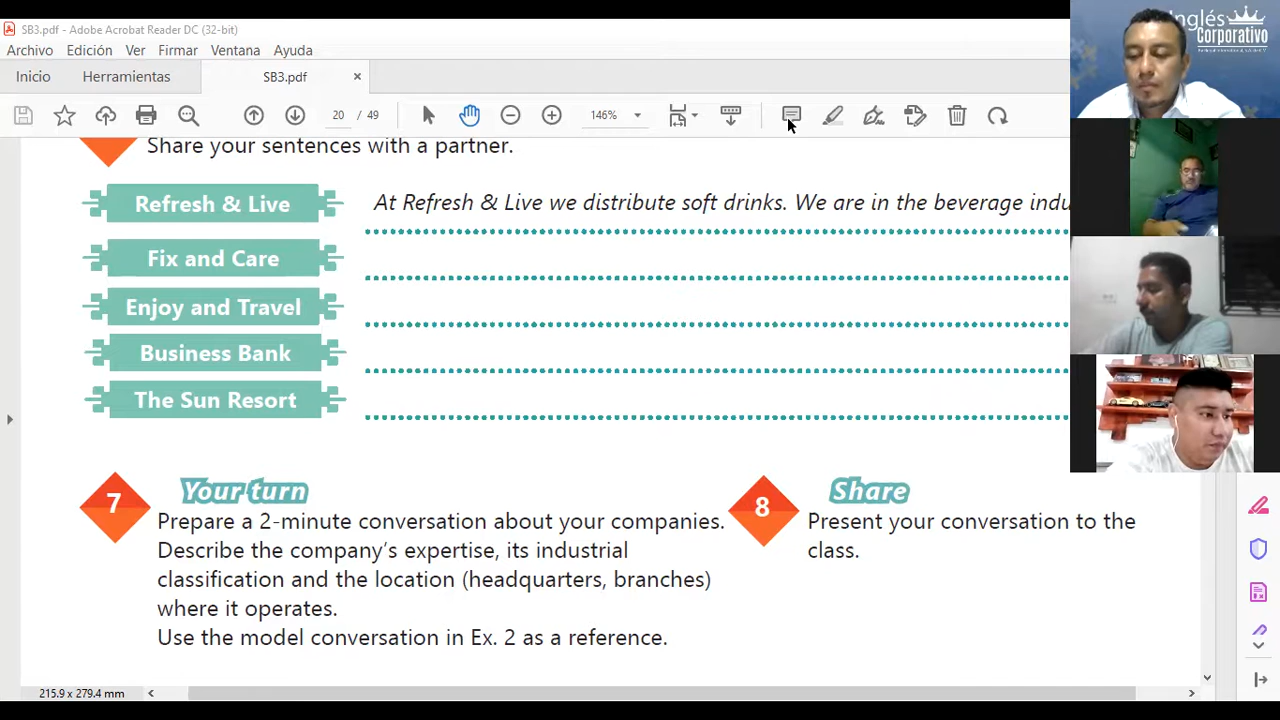 SB3.pdf - Adobe Acrobat Reader DC (32-bit)
Archivo Edición Ver Firmar Ventana Ayuda
Inicio Herramientas SB3.pdf ×
20 / 49 146%
Inglés
Corporativo
Share your sentences with a partner.
Refresh & Live At Refresh & Live we distribute soft drinks. We are in the beverage indu
Fix and Care
Enjoy and Travel
Business Bank
The Sun Resort
7 Your turn
Prepare a 2-minute conversation about your companies.
Describe the company's expertise, its industrial
classification and the location (headquarters, branches)
where it operates.
Use the model conversation in Ex. 2 as a reference.
8 Share
Present your conversation to the
class.
215.9 x 279.4 mm